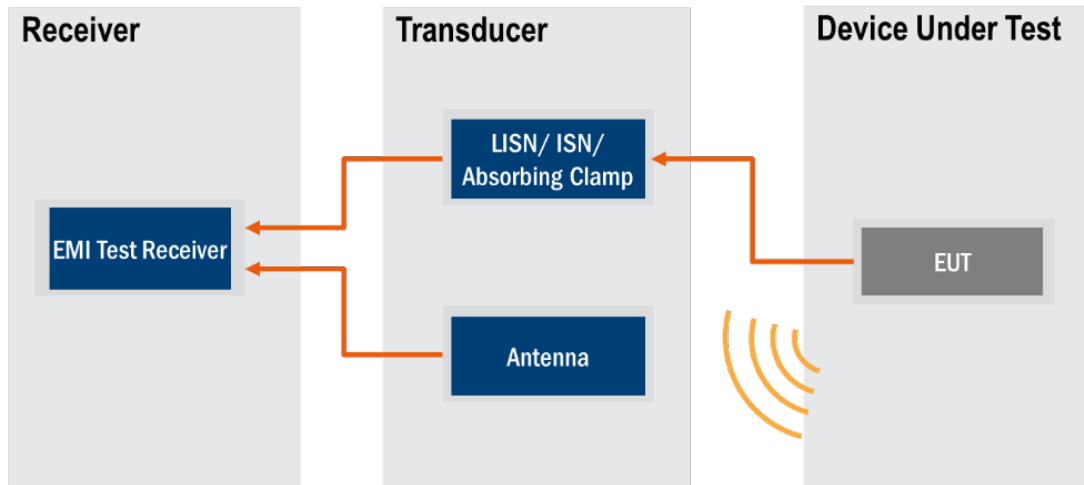 Receiver
Transducer
Device Under Test
LISN/ ISN/
Absorbing Clamp
EMI Test Receiver
EUT
Antenna